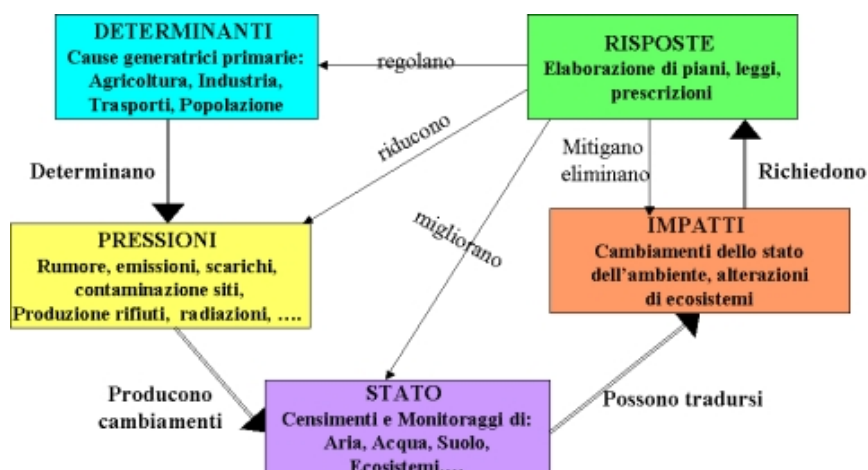 DETERMINANTI
Cause generatrici primarie:
Agricoltura, Industria,
Trasporti, Popolazione
regolano
RISPOSTE
Elaborazione di piani, leggi,
prescrizioni
Determinano
riducono
Mitigano
eliminano
Richiedono
PRESSIONI
Rumore, emissioni, scarichi,
contaminazione siti,
Produzione rifiuti, radiazioni, ….
migliorano
IMPATTI
Cambiamenti dello stato
dell’ambiente, alterazioni
di ecosistemi
Producono
cambiamenti
STATO
Censimenti e Monitoraggi di:
Aria, Acqua, Suolo,
Ecosistemi….
Possono tradursi